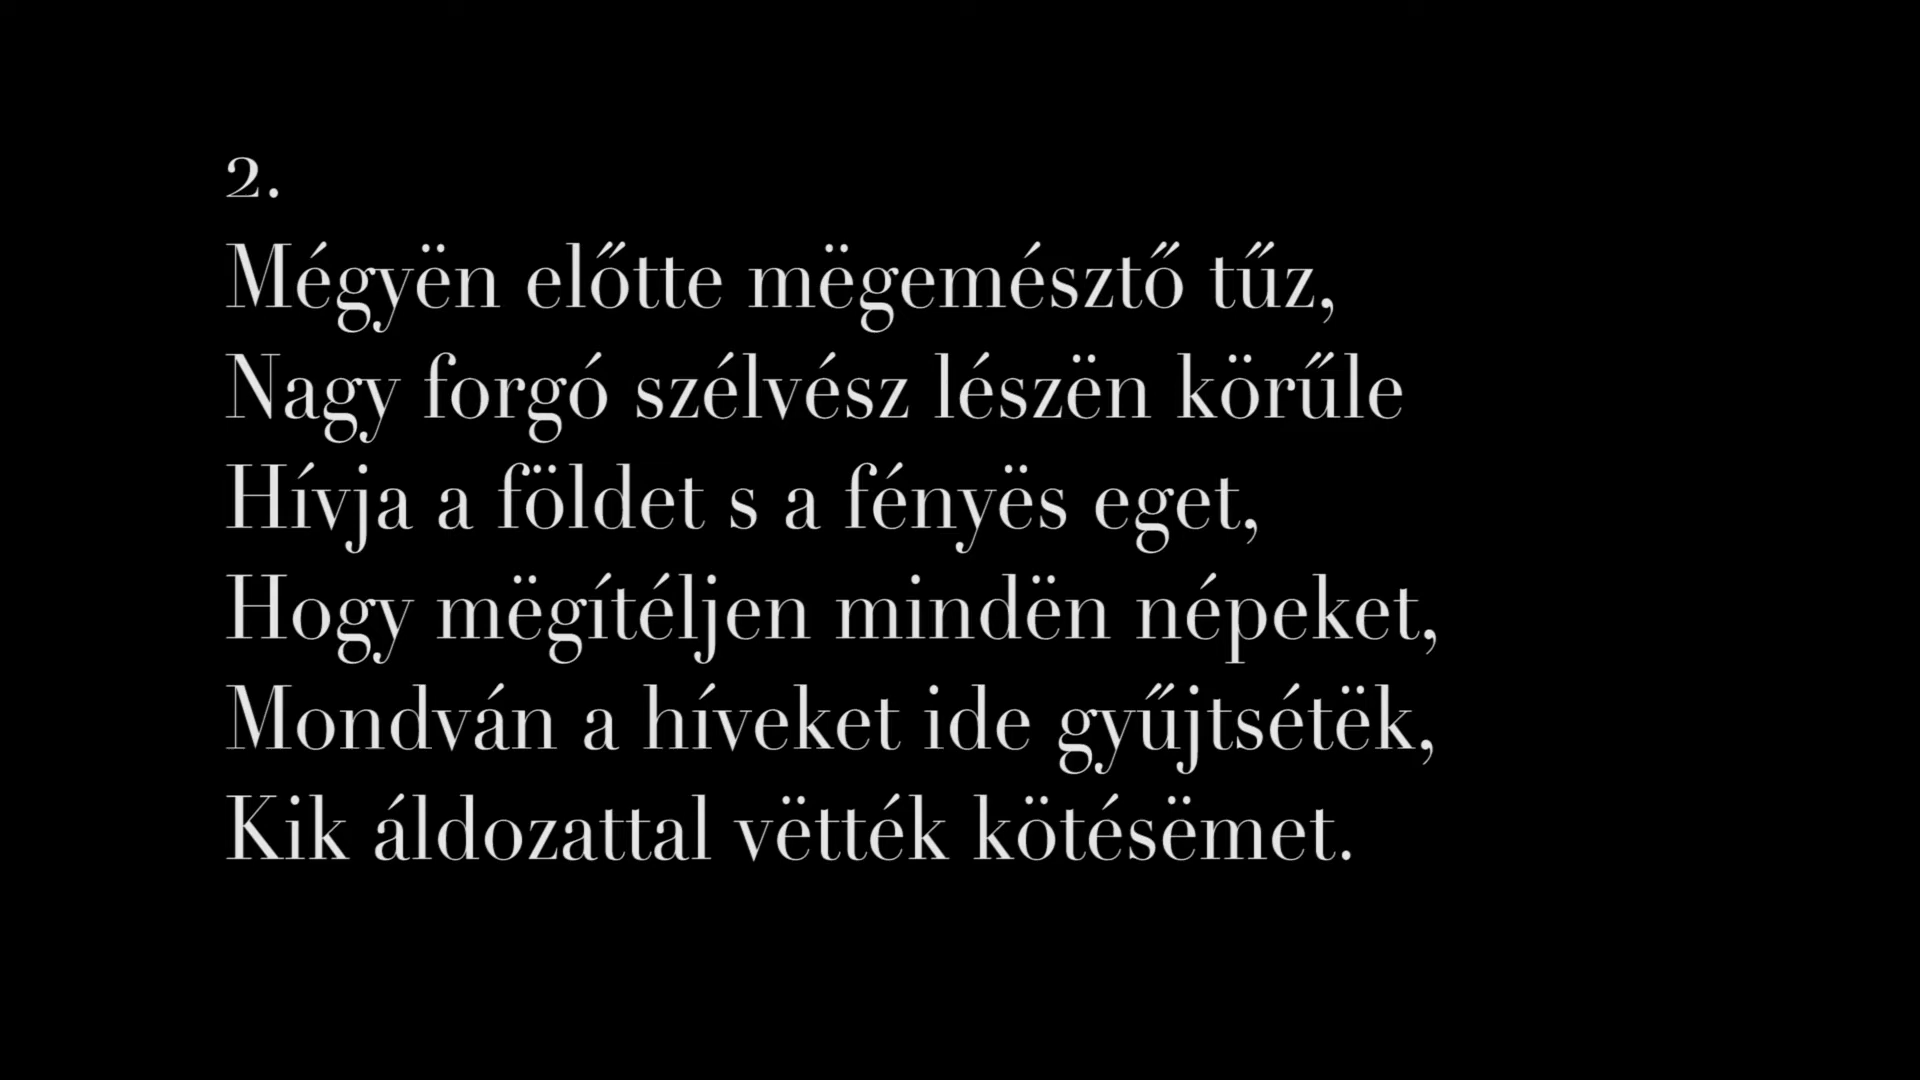 2.
Mégyën előtte mëgemésztő tűz,
Nagy forgó szélvész lészën körűle
Hívja a földet s a fényës eget,
Hogy mëgítéljen mindën népeket,
Mondván a híveket ide gyűjtsétëk,
Kik áldozattal vëtték kötésëmet.